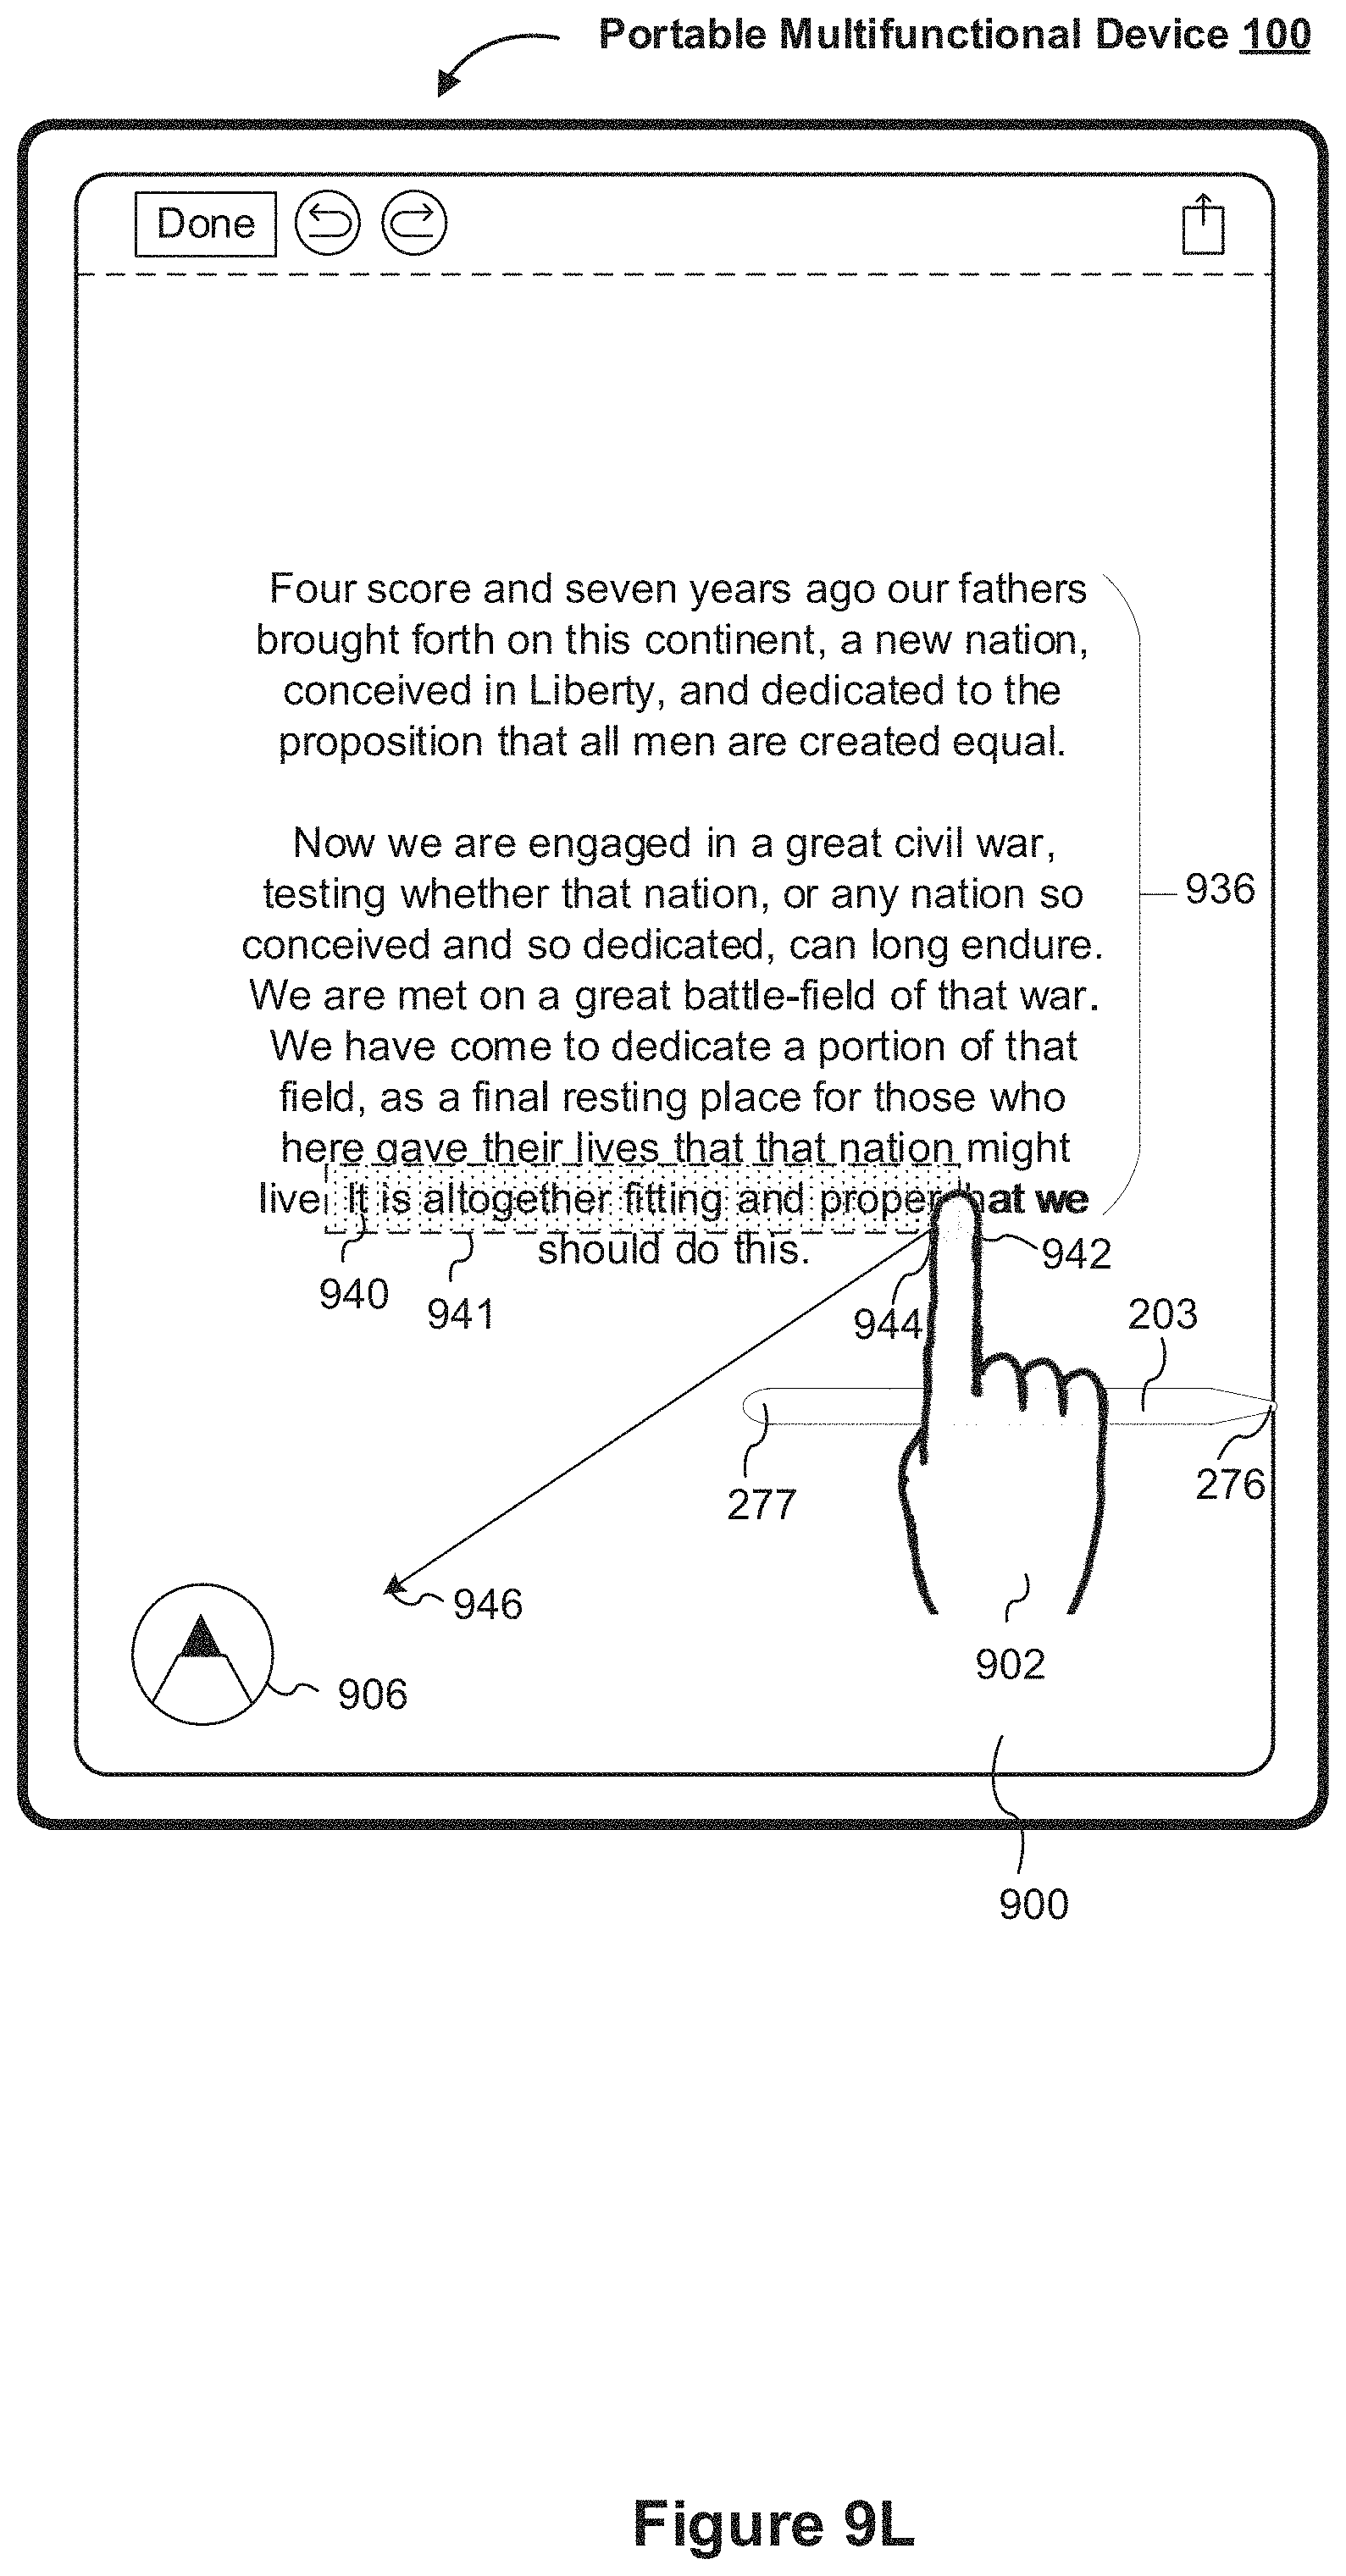 Portable Multifunctional Device 100
Done
Four score and seven years ago our fathers
brought forth on this continent, a new nation,
conceived in Liberty, and dedicated to the
proposition that all men are created equal.
Now we are engaged in a great civil war,
testing whether that nation, or any nation so
conceived and so dedicated, can long endure.
We are met on a great battle-field of that war.
We have come to dedicate a portion of that
field, as a final resting place for those who
here gave their lives that that nation might
live It is altogether fitting and proper hat we
should do this.
936
940
941
942
944
203
277
276
946
902
906
900
Figure 9L